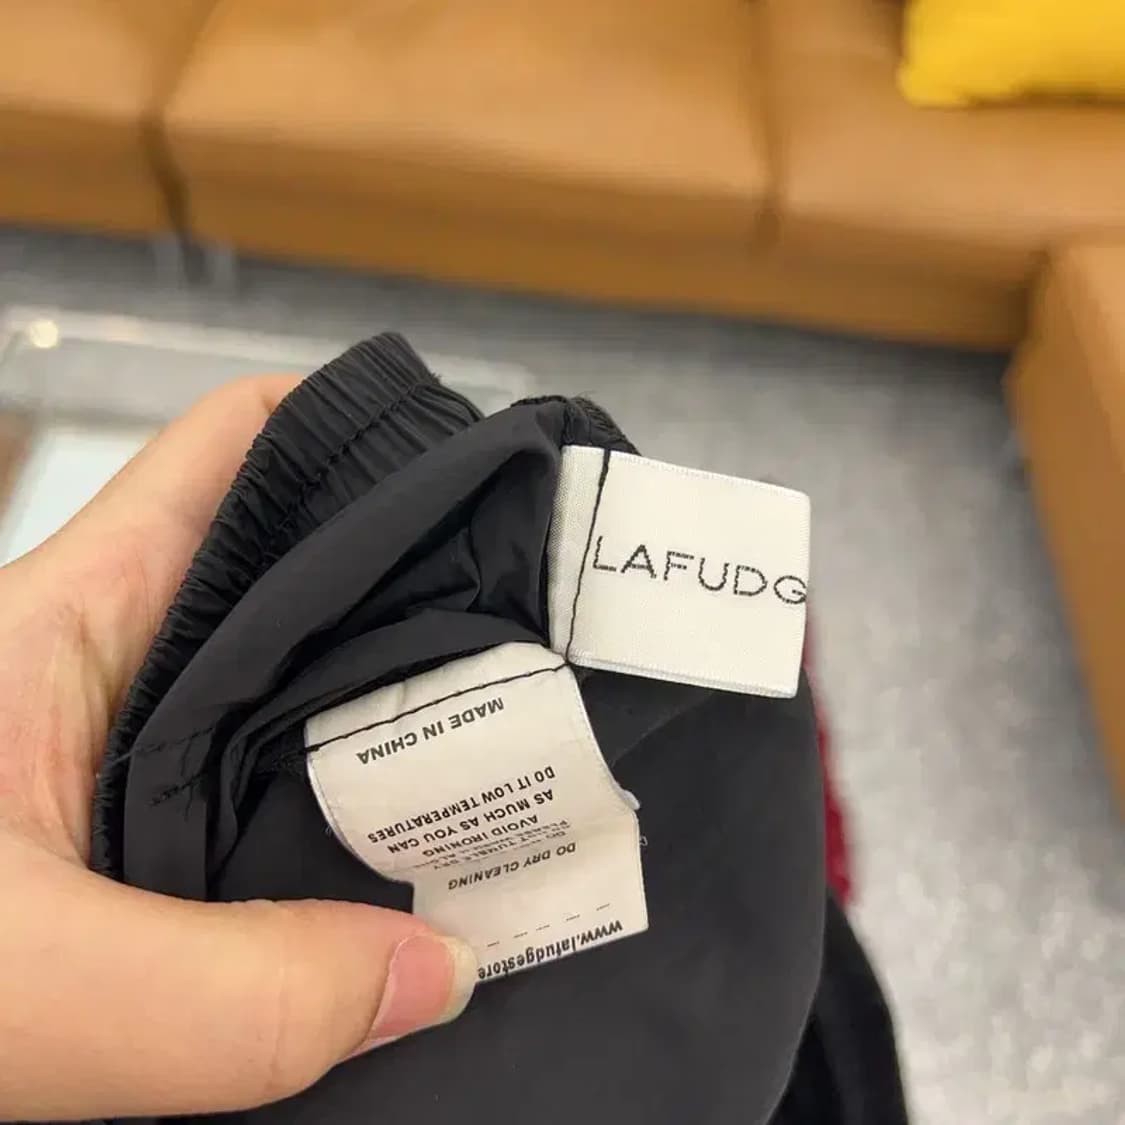 LAFUDG
MADE IN CHINA
DO IT LOW TEMPERATURES
AS MUCH AS YOU CAN
AVOID IRONING
DO DRY CLEANING
www.lafudgestore